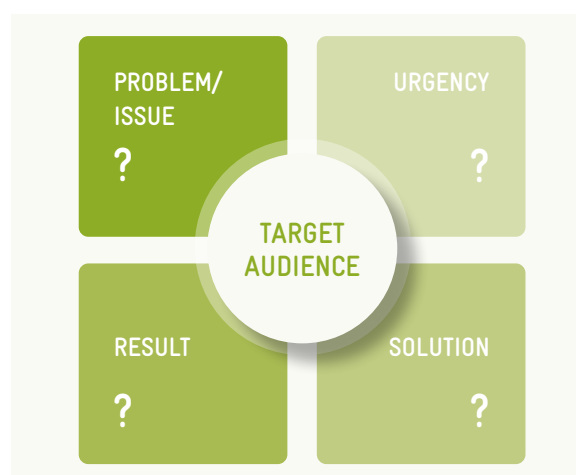 PROBLEM/
ISSUE
?
URGENCY
?
TARGET
AUDIENCE
RESULT
?
SOLUTION
?